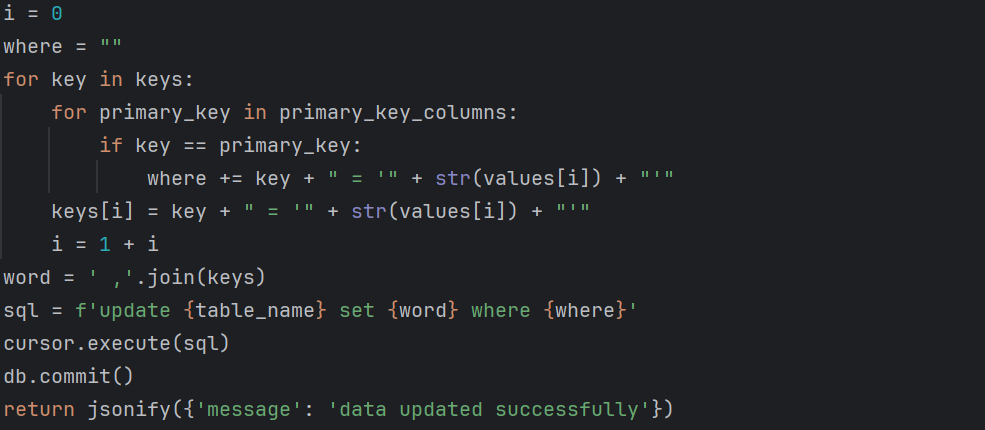 i = 0
where = ""
for key in keys:
    for primary_key in primary_key_columns:
        if key == primary_key:
            where += key + " = '" + str(values[i]) + "'"
    keys[i] = key + " = '" + str(values[i]) + "'"
    i = 1 + i
word = ' ,'.join(keys)
sql = f'update {table_name} set {word} where {where}'
cursor.execute(sql)
db.commit()
return jsonify({'message': 'data updated successfully'})